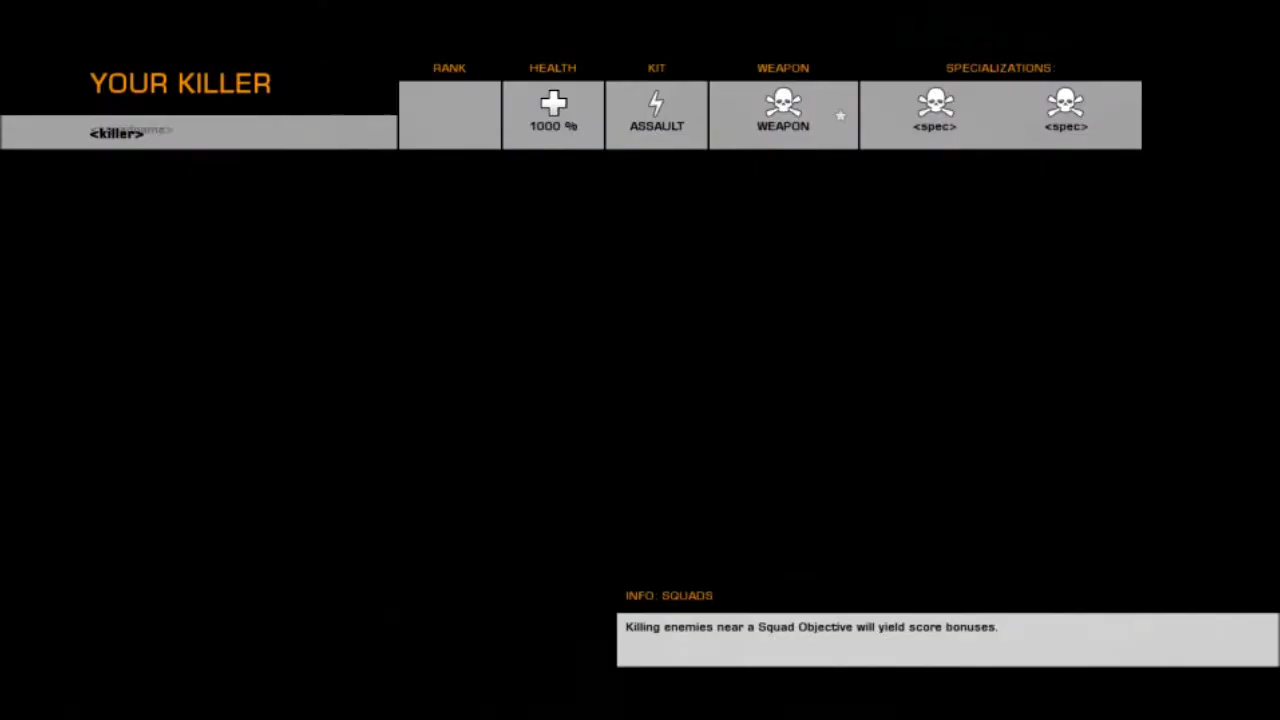 YOUR KILLER
<killer>
RANK
HEALTH
1000 %
KIT
ASSAULT
WEAPON
WEAPON
SPECIALIZATIONS:
<spec>
<spec>
INFO: SQUADS
Killing enemies near a Squad Objective will yield score bonuses.